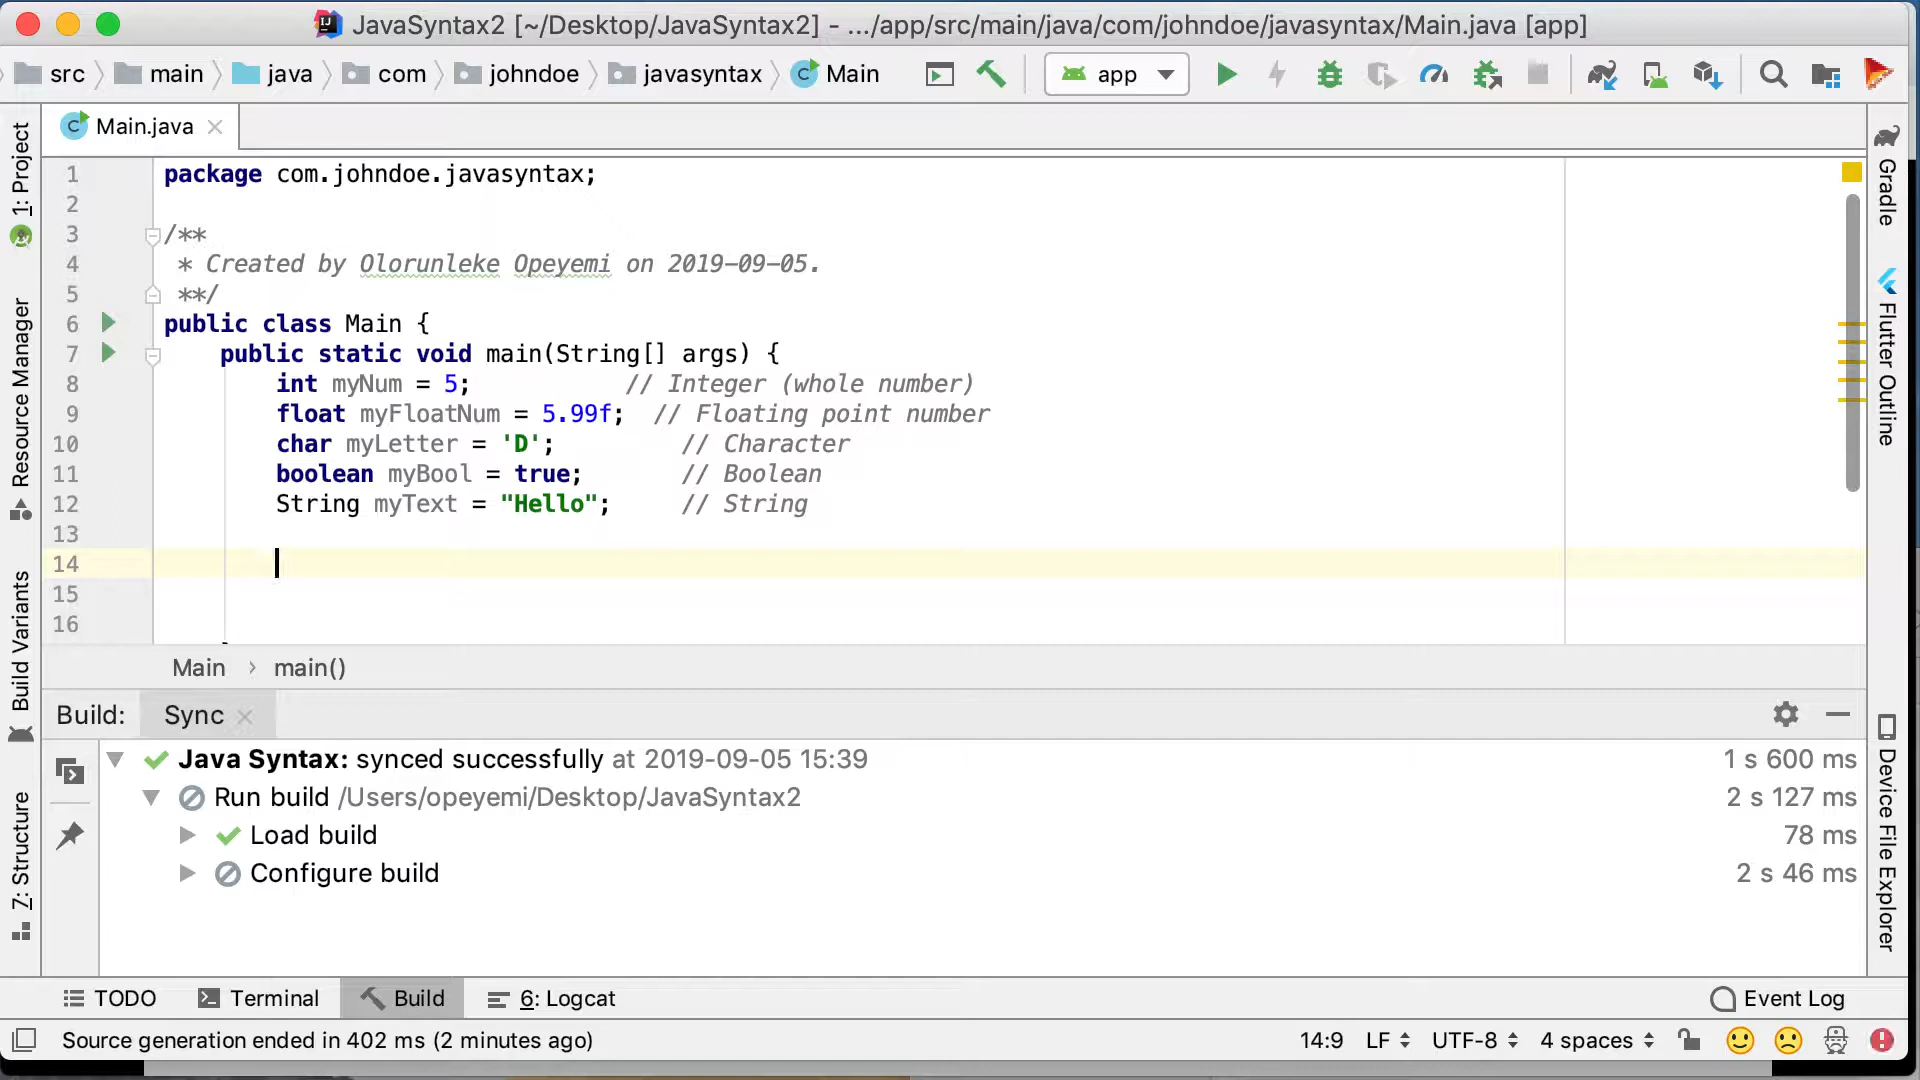 JavaSyntax2 [~/Desktop/JavaSyntax2] - .../app/src/main/java/com/johndoe/javasyntax/Main.java [app]
src main java com johndoe javasyntax Main app
Main.java
1 package com.johndoe.javasyntax;
2
3 /**
4 * Created by Olorunleke Opeyemi on 2019-09-05.
5 **/
6 public class Main {
7 public static void main(String[] args) {
8 int myNum = 5; // Integer (whole number)
9 float myFloatNum = 5.99f; // Floating point number
10 char myLetter = 'D'; // Character
11 boolean myBool = true; // Boolean
12 String myText = "Hello"; // String
13
14
15
16
Main › main()
Build: Sync
Java Syntax: synced successfully at 2019-09-05 15:39 1 s 600 ms
Run build /Users/opeyemi/Desktop/JavaSyntax2 2 s 127 ms
Load build 78 ms
Configure build 2 s 46 ms
TODO Terminal Build 6: Logcat Event Log
Source generation ended in 402 ms (2 minutes ago) 14:9 LF UTF-8 4 spaces
1: Project
Resource Manager
Build Variants
Z: Structure
Gradle
Flutter Outline
Device File Explorer